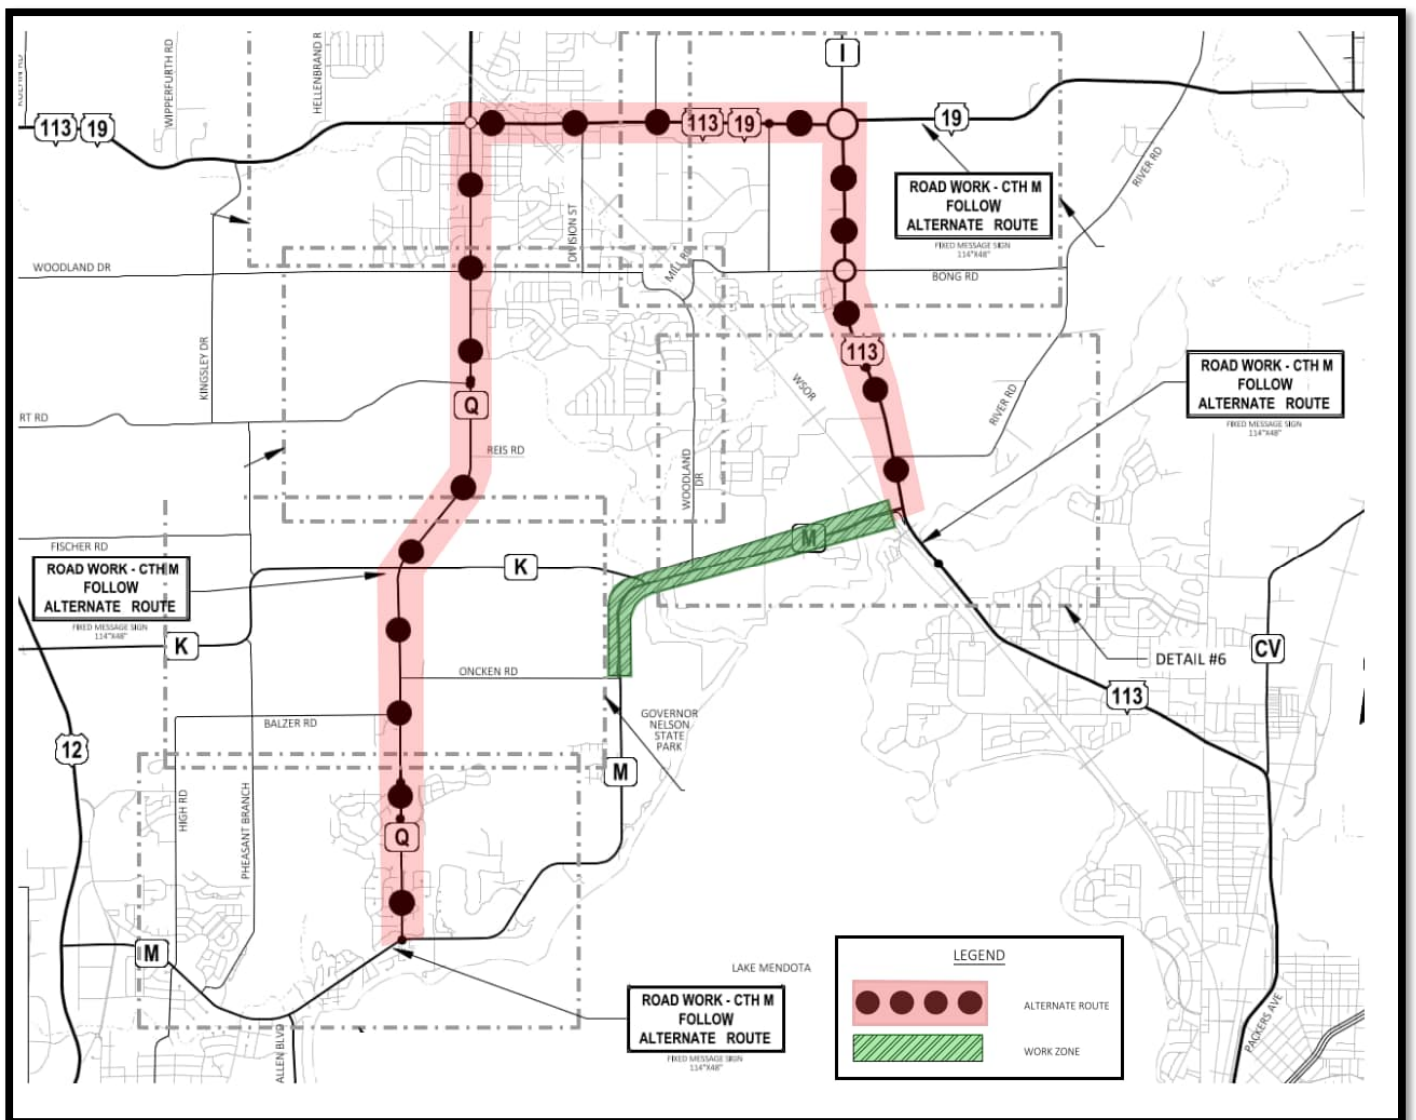 WIPPERFURTH RD
HELLENBRAND R
I
113 19
113 19
19
ROAD WORK - CTH M
FOLLOW
ALTERNATE ROUTE
FIXED MESSAGE SIGN
114"X48"
RIVER RD
DIVISION ST
MILL RD
WOODLAND DR
BONG RD
KINGSLEY DR
113
WSOR
ROAD WORK - CTH M
FOLLOW
ALTERNATE ROUTE
FIXED MESSAGE SIGN
114"X48"
RT RD
Q
RIVER RD
REIS RD
WOODLAND
DR
M
FISCHER RD
ROAD WORK - CTH M
FOLLOW
ALTERNATE ROUTE
FIXED MESSAGE SIGN
114"X48"
K
K
CV
DETAIL #6
ONCKEN RD
113
GOVERNOR
NELSON
STATE
PARK
BALZER RD
12
M
HIGH RD
PHEASANT BRANCH
Q
M
LAKE MENDOTA
ROAD WORK - CTH M
FOLLOW
ALTERNATE ROUTE
FIXED MESSAGE SIGN
114"X48"
LEGEND
ALTERNATE ROUTE
WORK ZONE
ALLEN BLVD
PACKERS AVE